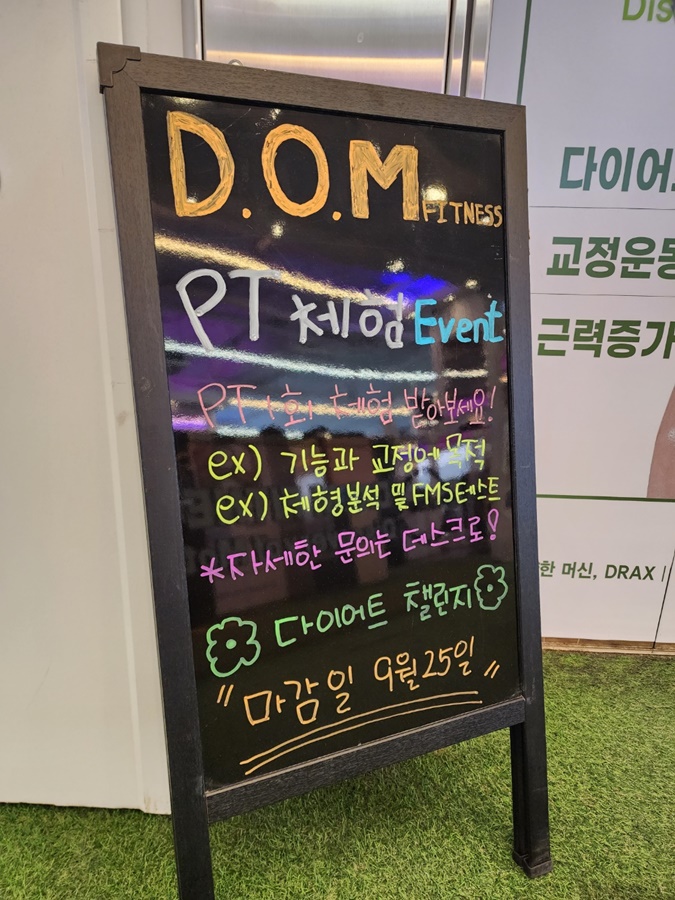 D.O.M FITNESS
PT 체험 Event
PT 1회 체험 받아보세요!
ex) 기능과 교정에 목적
ex) 체형분석 및 FMS테스트
*자세한 문의는 데스크로!
다이어트 챌린지
"마감일 9월25일"
Dis
다이어
교정운동
근력증가
한 머신, DRAX |